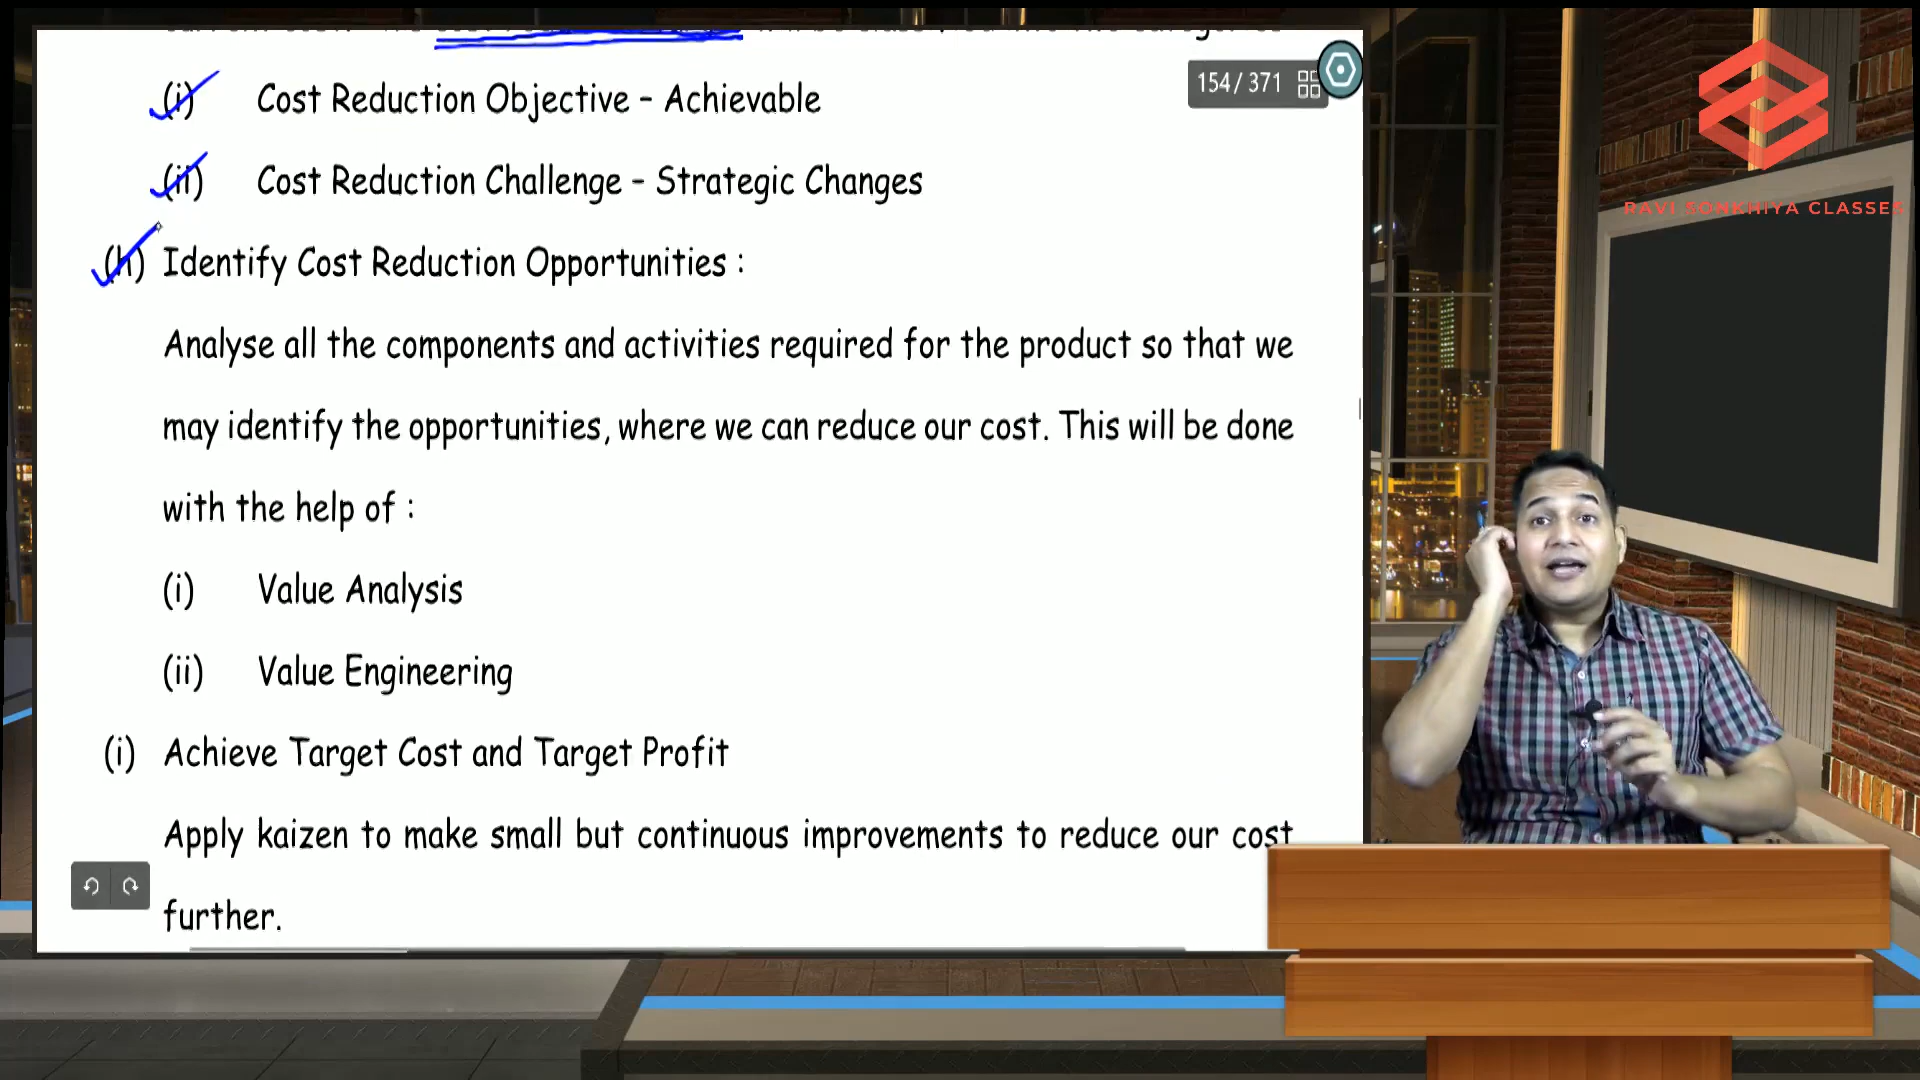 (i) Cost Reduction Objective – Achievable
154 / 371
(ii) Cost Reduction Challenge – Strategic Changes
RAVI SONKHIYA CLASSES
(h) Identify Cost Reduction Opportunities :
Analyse all the components and activities required for the product so that we
may identify the opportunities, where we can reduce our cost. This will be done
with the help of :
(i) Value Analysis
(ii) Value Engineering
(i) Achieve Target Cost and Target Profit
Apply kaizen to make small but continuous improvements to reduce our cost
further.